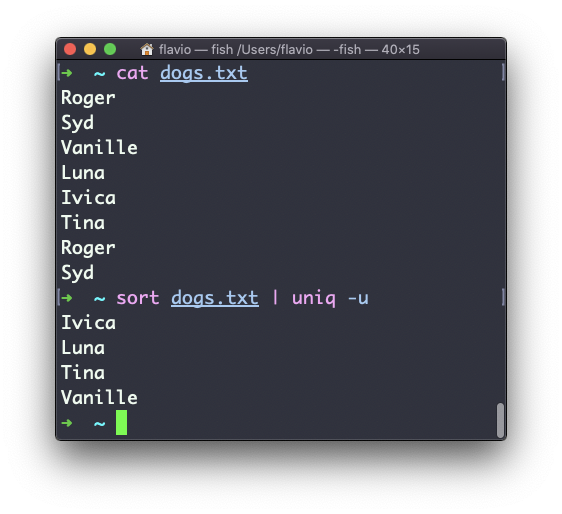 flavio — fish /Users/flavio — -fish — 40×15
➜ ~ cat dogs.txt
Roger
Syd
Vanille
Luna
Ivica
Tina
Roger
Syd
➜ ~ sort dogs.txt | uniq -u
Ivica
Luna
Tina
Vanille
➜ ~